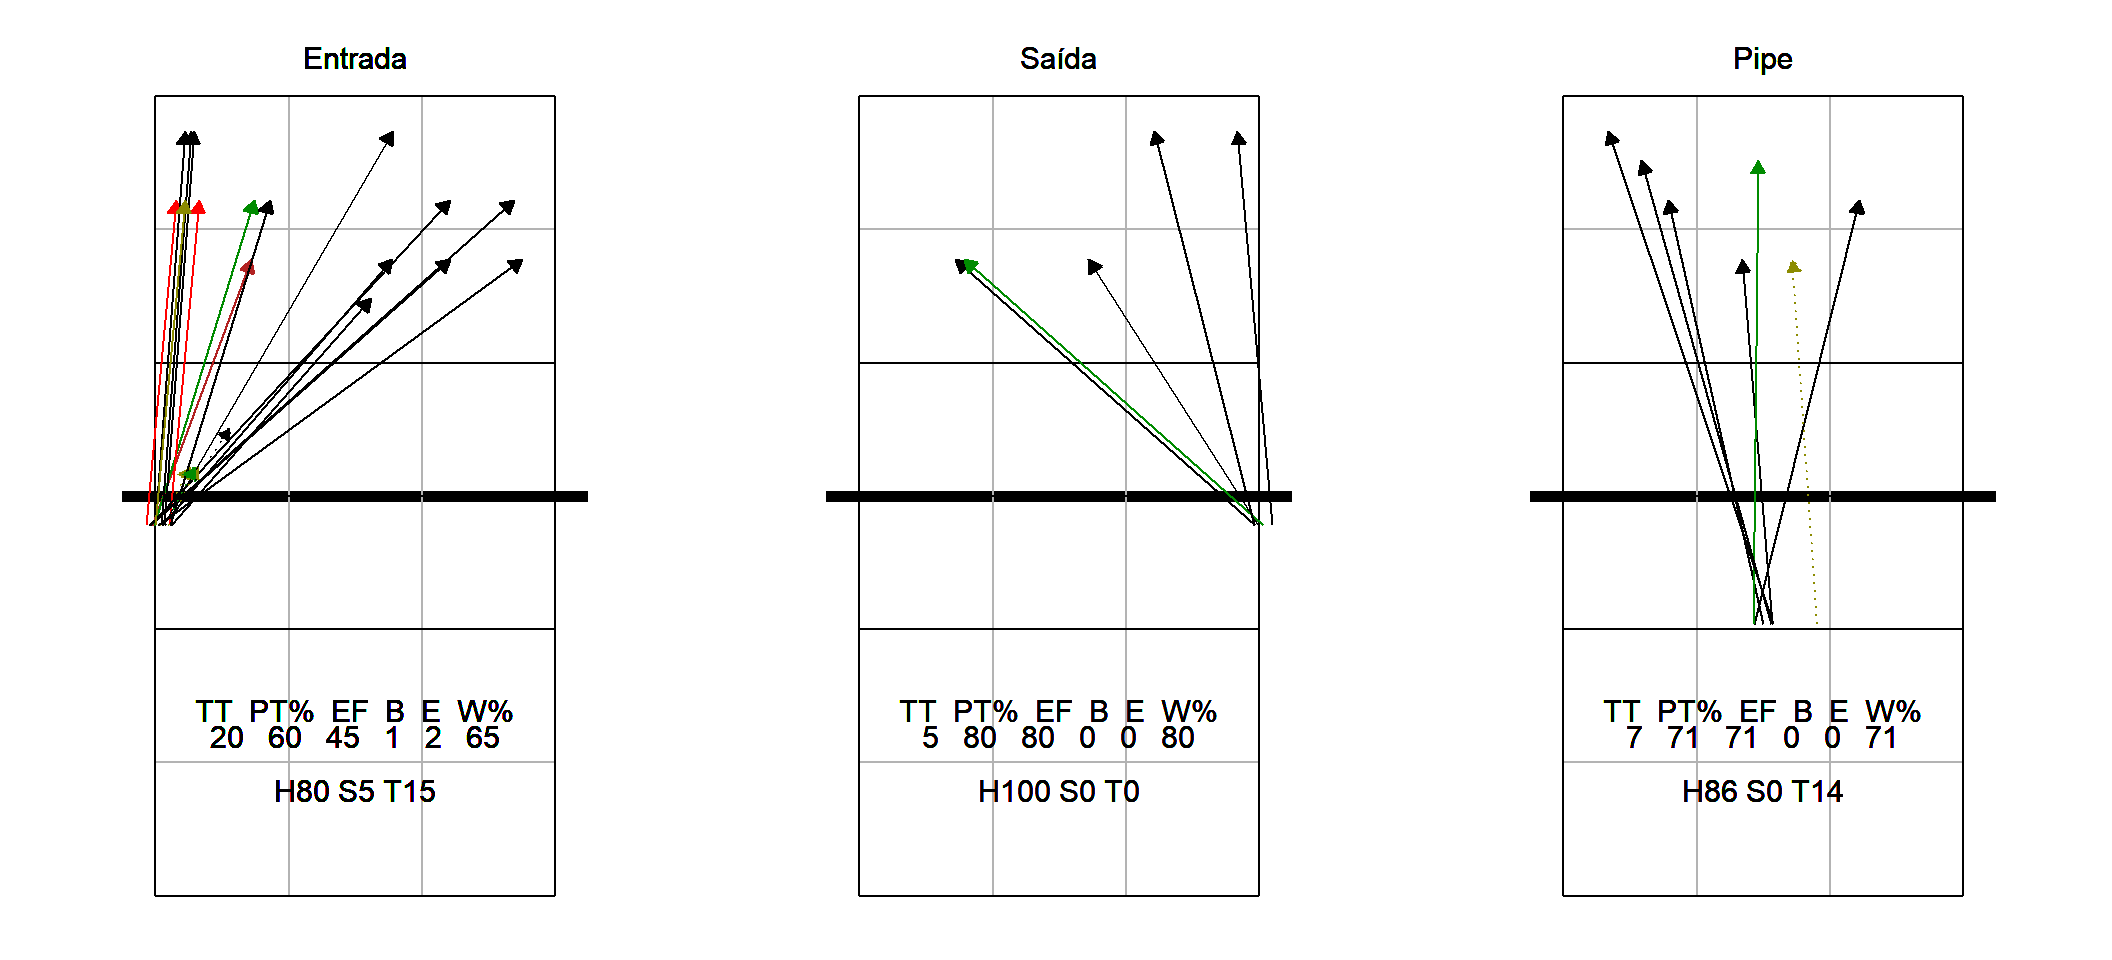 Entrada
TT PT% EF B E W%
20 60 45 1 2 65
H80 S5 T15
Saída
TT PT% EF B E W%
5 80 80 0 0 80
H100 S0 T0
Pipe
TT PT% EF B E W%
7 71 71 0 0 71
H86 S0 T14